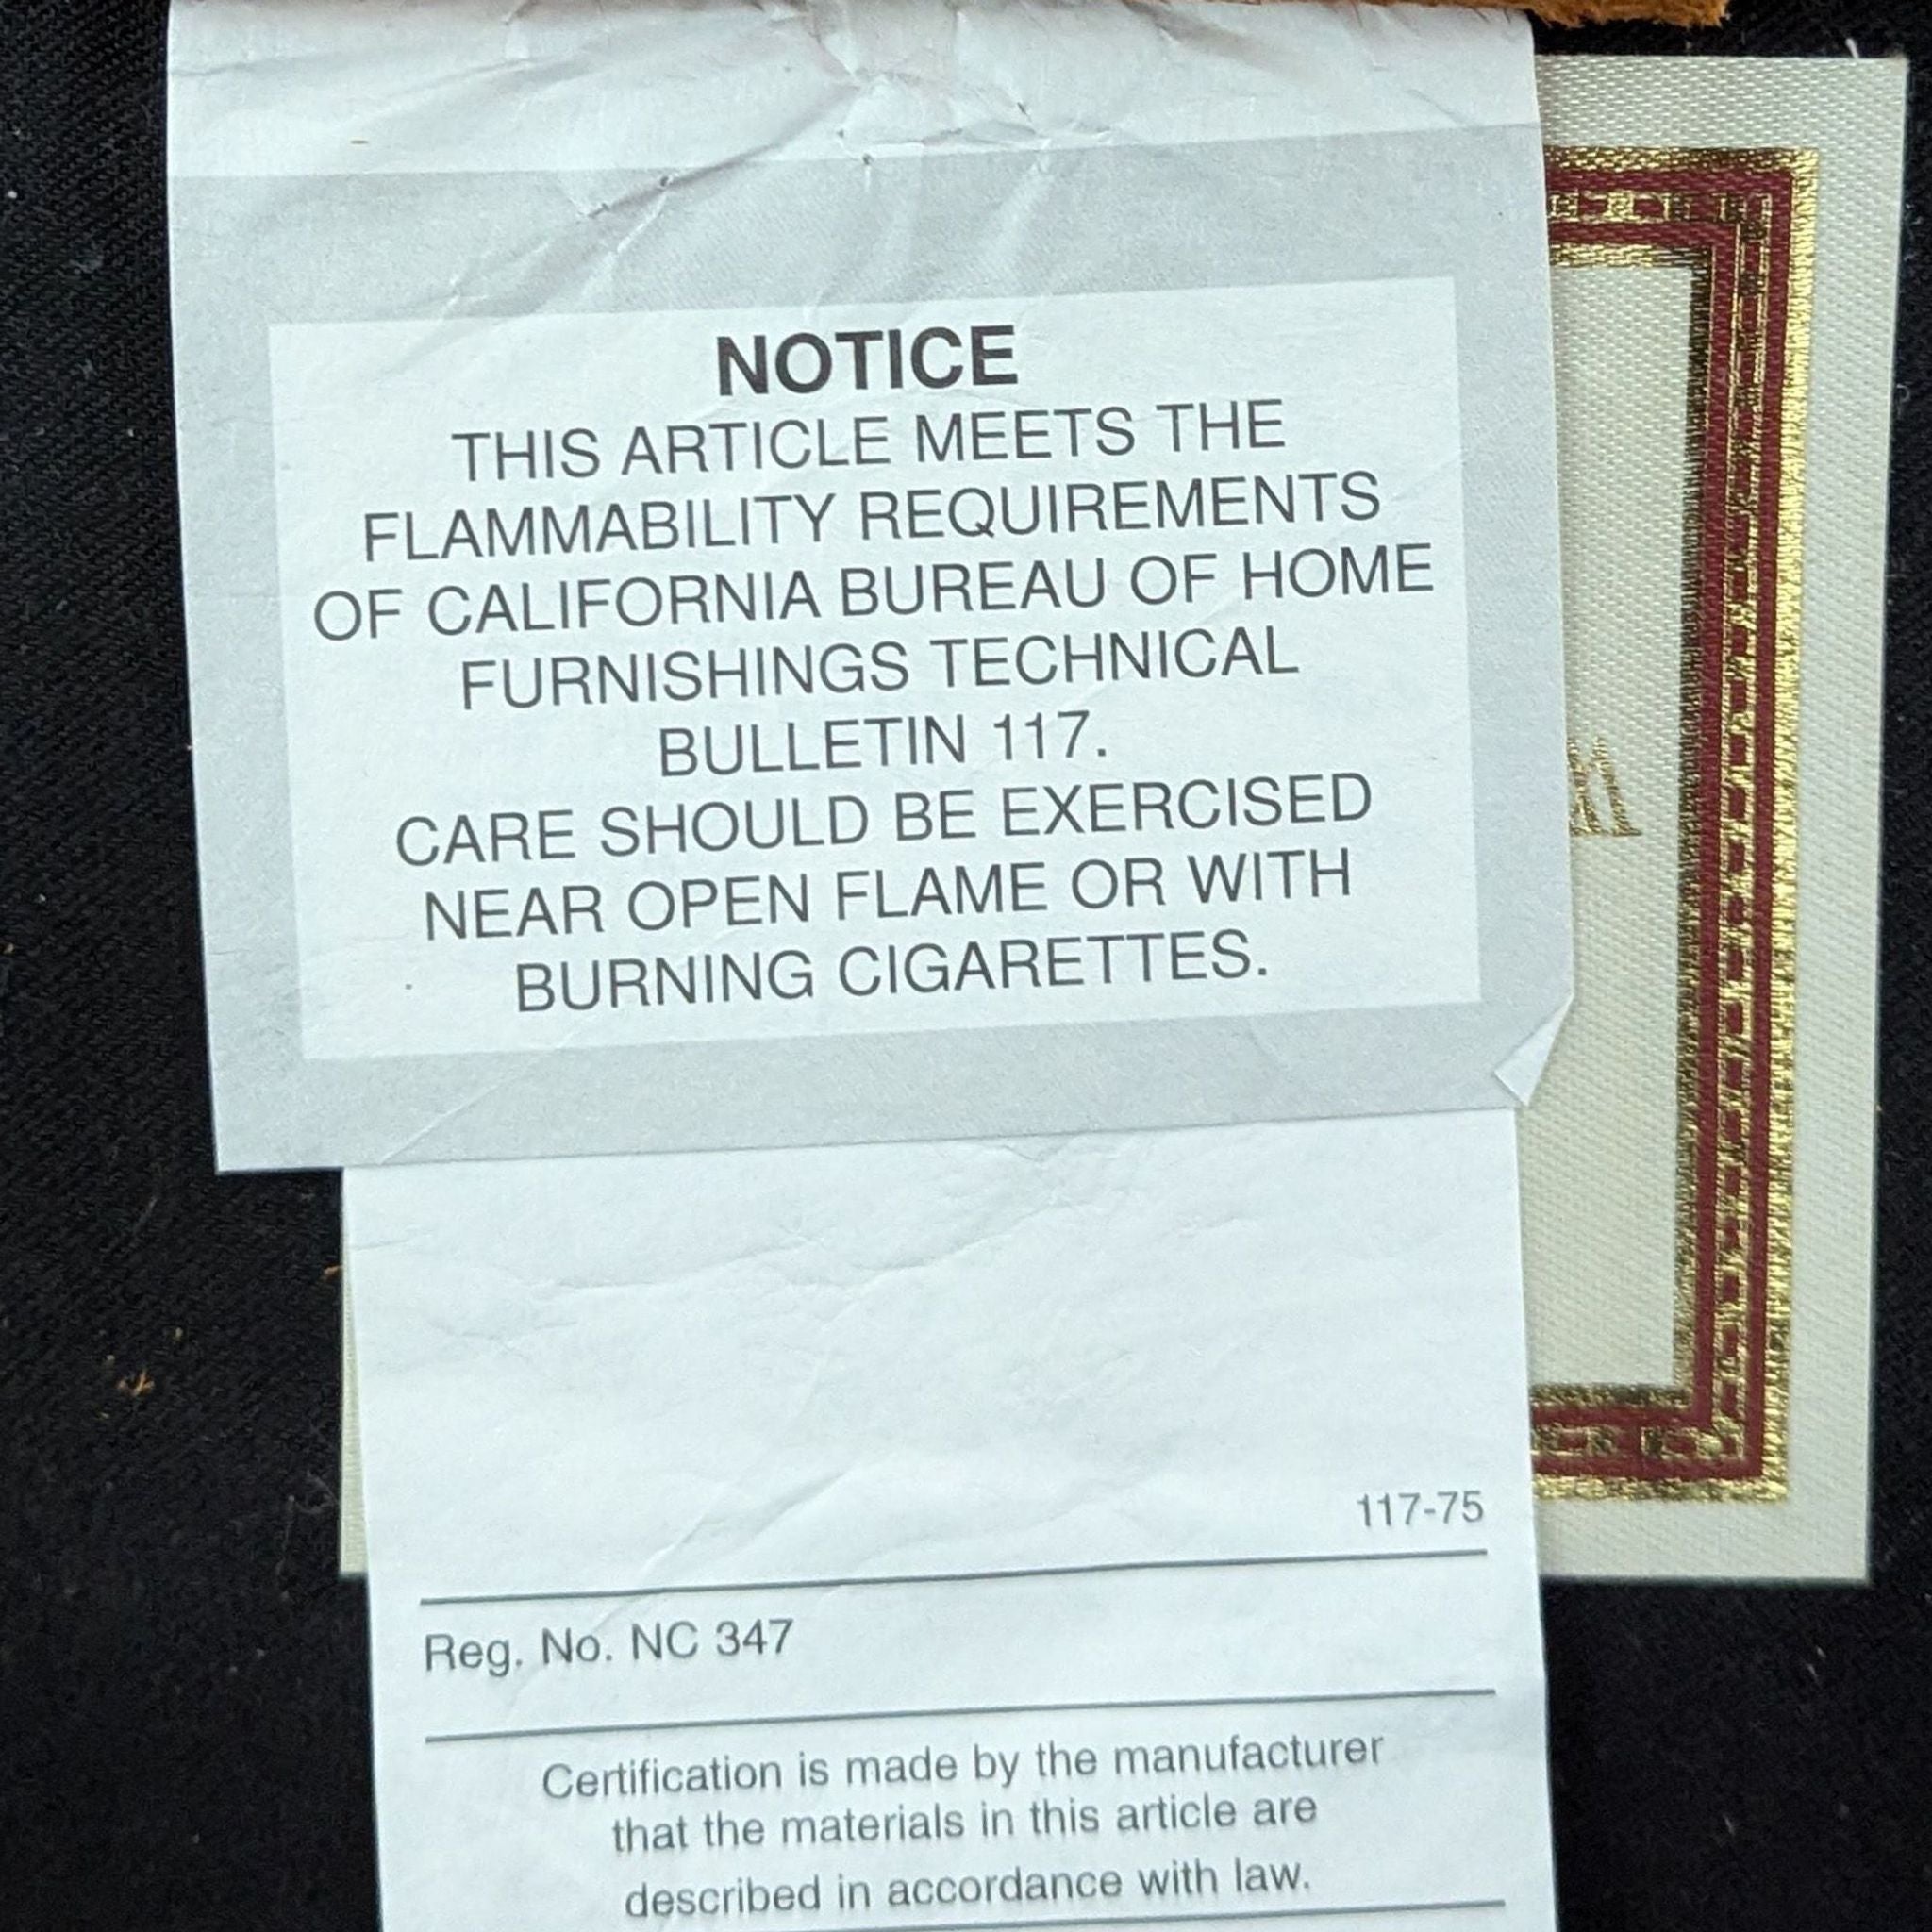 NOTICE
THIS ARTICLE MEETS THE
FLAMMABILITY REQUIREMENTS
OF CALIFORNIA BUREAU OF HOME
FURNISHINGS TECHNICAL
BULLETIN 117.
CARE SHOULD BE EXERCISED
NEAR OPEN FLAME OR WITH
BURNING CIGARETTES.
117-75
Reg. No. NC 347
Certification is made by the manufacturer
that the materials in this article are
described in accordance with law.